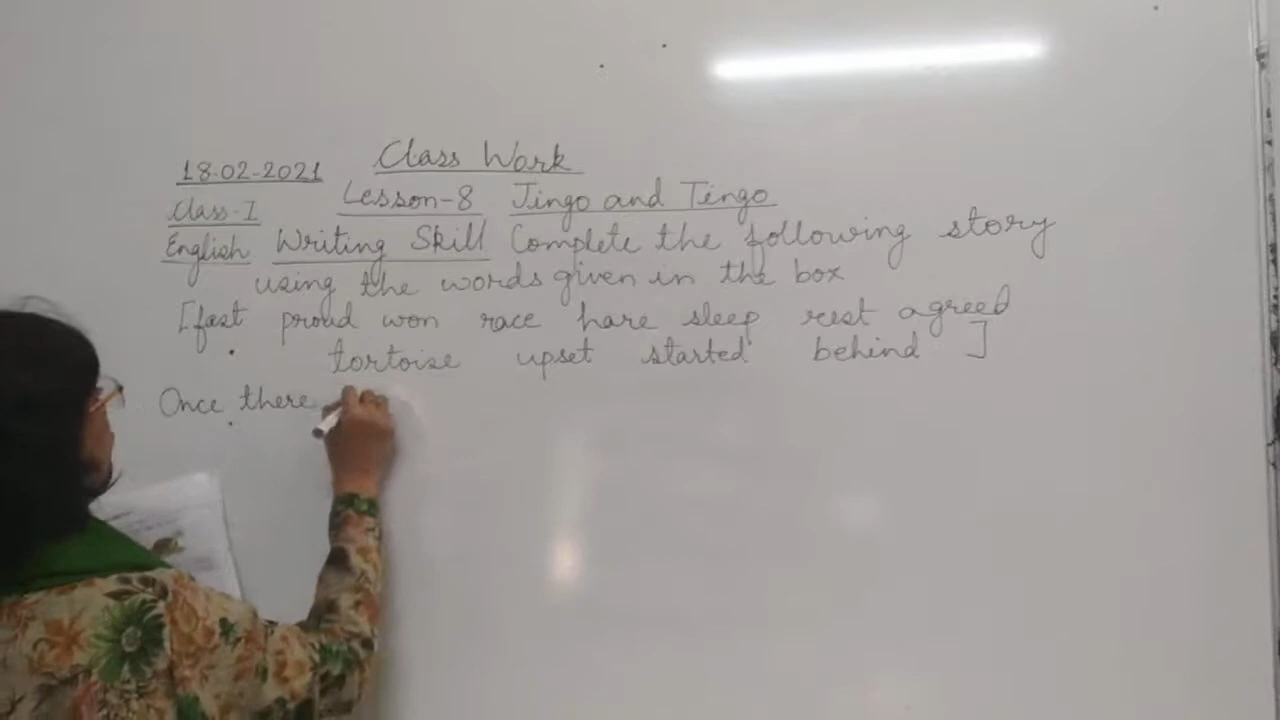 Class Work
18.02.2021
Lesson-8 Jingo and Tingo
Class-I
English Writing Skill Complete the following story
using the words given in the box
[fast proud won race hare sleep rest agreed
tortoise upset started behind ]
Once there